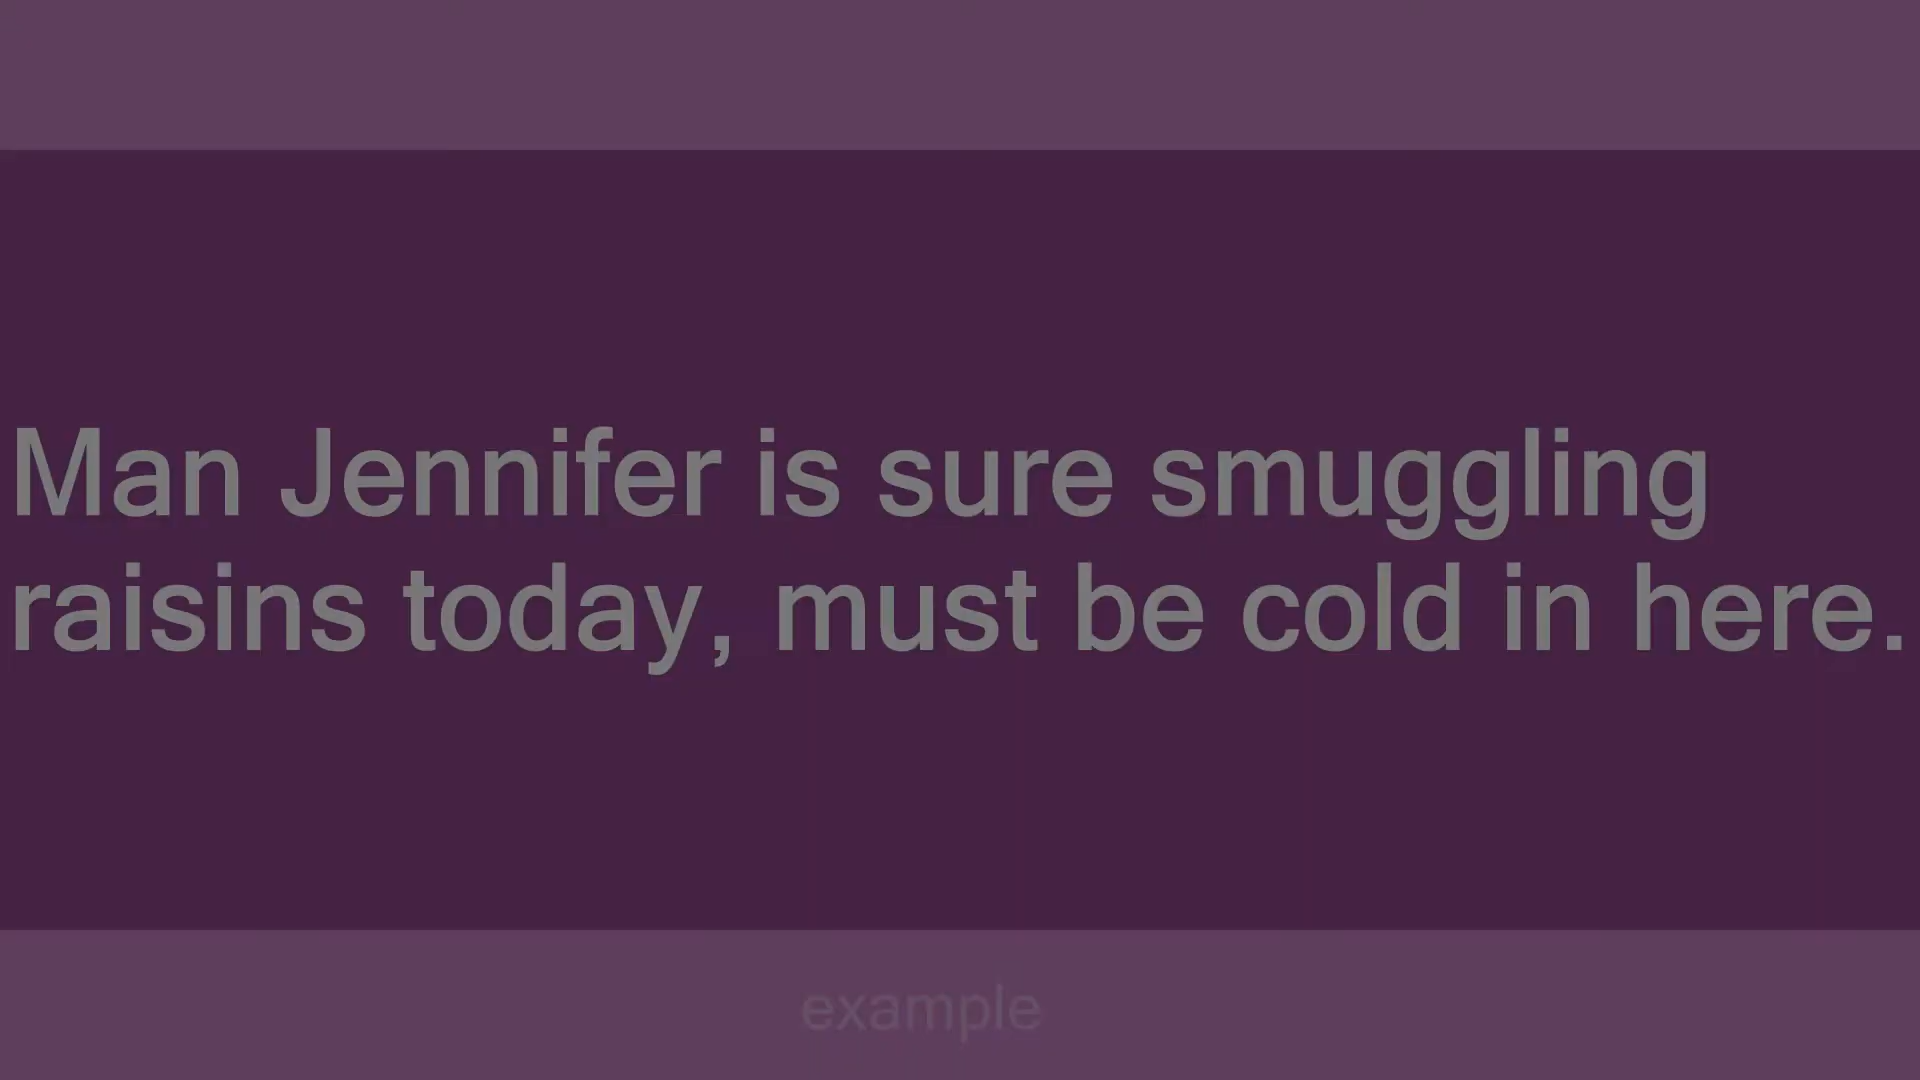 Man Jennifer is sure smuggling
raisins today, must be cold in here.
example